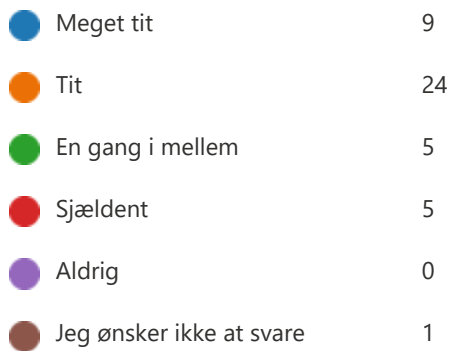 Meget tit 9
Tit 24
En gang i mellem 5
Sjældent 5
Aldrig 0
Jeg ønsker ikke at svare 1